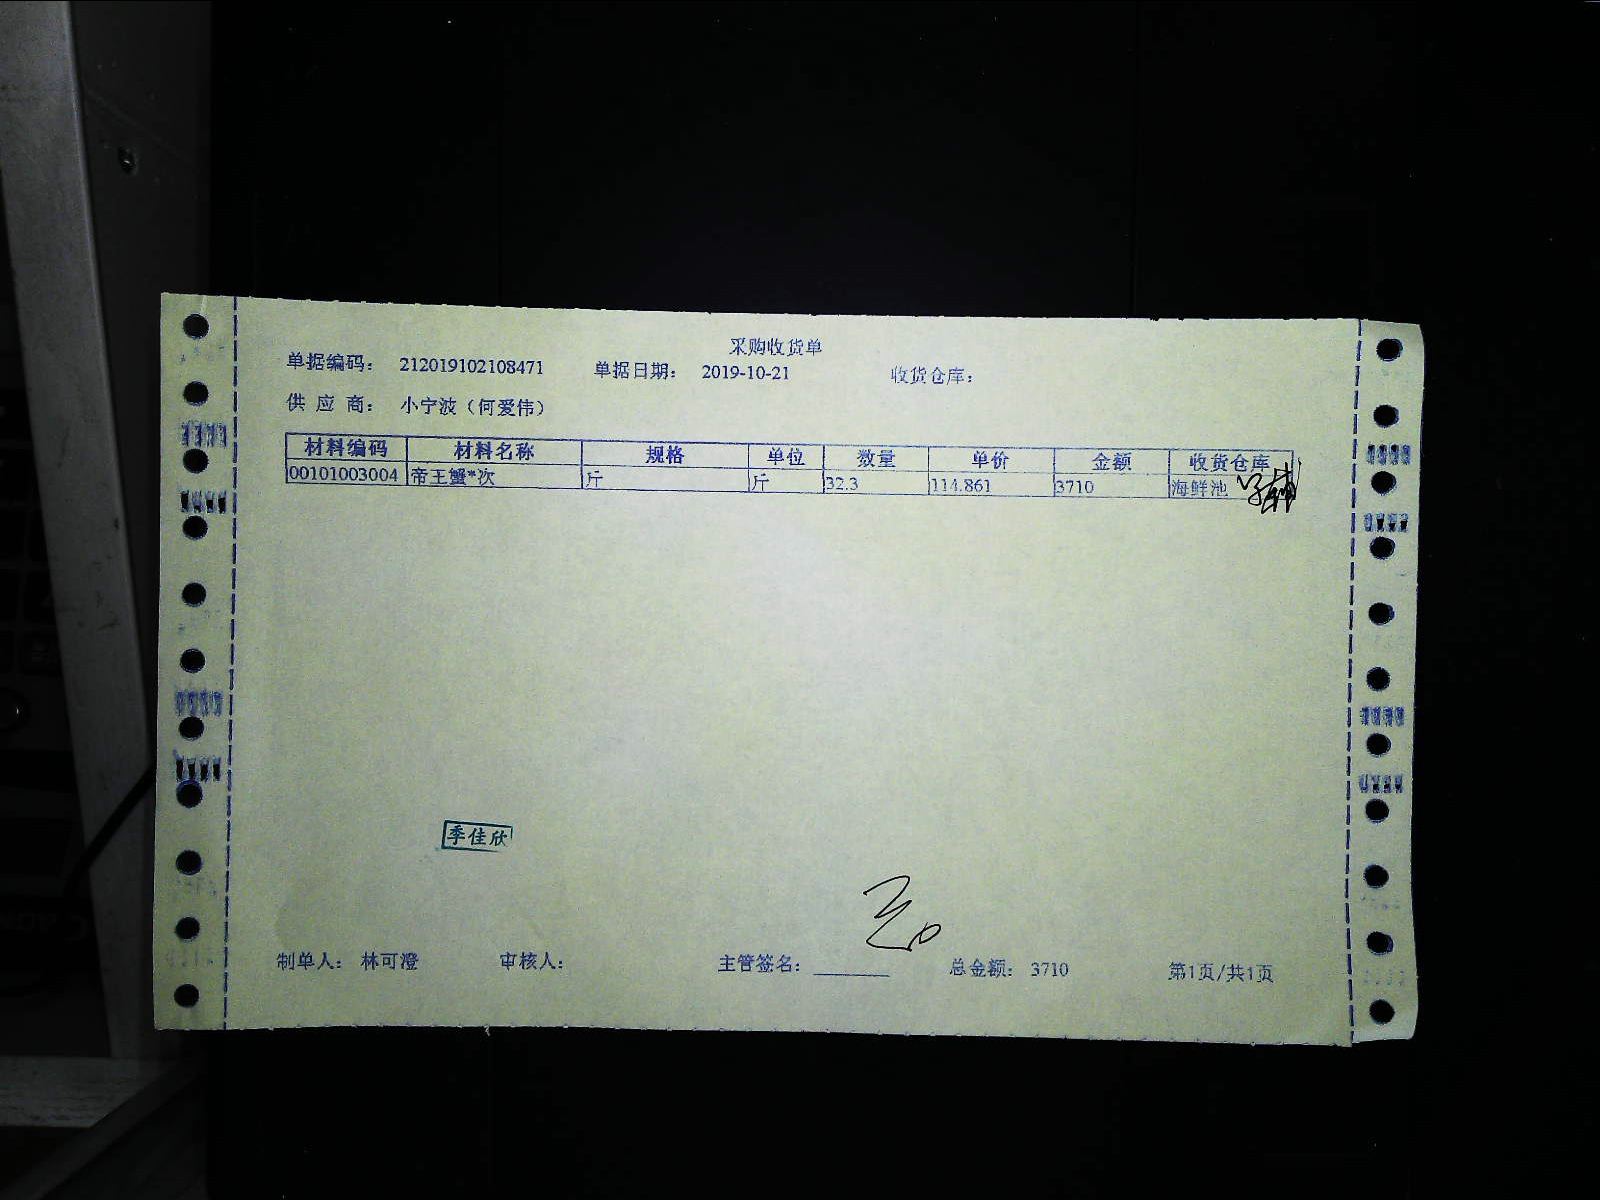 采购收货单
单据编码： 212019102108471 单据日期： 2019-10-21 收货仓库：
供 应 商： 小宁波（何爱伟）
材料编码 材料名称 规格 单位 数量 单价 金额 收货仓库
00101003004 帝王蟹*次 斤 斤 32.3 114.861 3710 海鲜池
季佳欣
制单人： 林可澄 审核人： 主管签名： 总金额： 3710 第1页/共1页